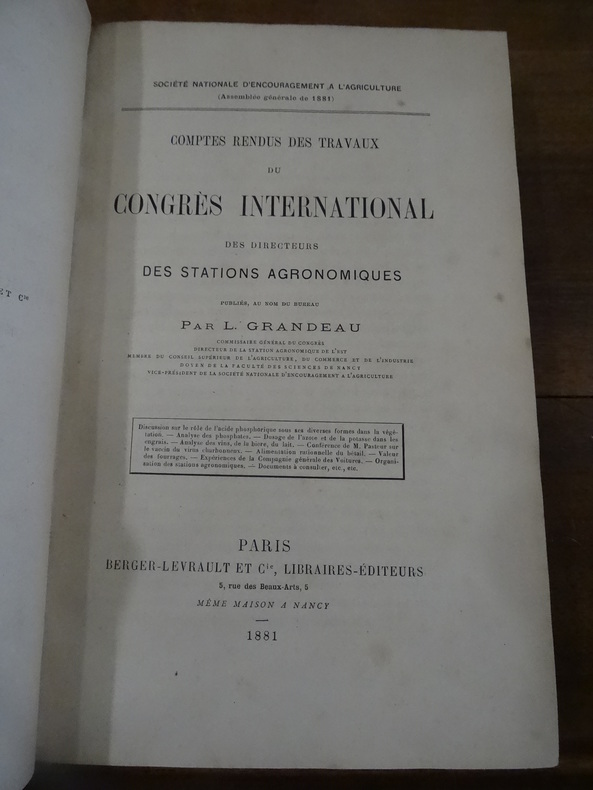 ET Cie
SOCIÉTÉ NATIONALE D'ENCOURAGEMENT A L'AGRICULTURE
(Assemblée générale de 1881)
COMPTES RENDUS DES TRAVAUX
DU
CONGRÈS INTERNATIONAL
DES DIRECTEURS
DES STATIONS AGRONOMIQUES
PUBLIÉS, AU NOM DU BUREAU
PAR L. GRANDEAU
COMMISSAIRE GÉNÉRAL DU CONGRÈS
DIRECTEUR DE LA STATION AGRONOMIQUE DE L'EST
MEMBRE DU CONSEIL SUPÉRIEUR DE L'AGRICULTURE, DU COMMERCE ET DE L'INDUSTRIE
DOYEN DE LA FACULTÉ DES SCIENCES DE NANCY
VICE-PRÉSIDENT DE LA SOCIÉTÉ NATIONALE D'ENCOURAGEMENT A L'AGRICULTURE
Discussion sur le rôle de l'acide phosphorique sous ses diverses formes dans la végé-
tation. — Analyse des phosphates. — Dosage de l'azote et de la potasse dans les
engrais. — Analyse des vins, de la bière, du lait. — Conférence de M. Pasteur sur
le vaccin du virus charbonneux. — Alimentation rationnelle du bétail. — Valeur
des fourrages. — Expériences de la Compagnie générale des Voitures. — Organi-
sation des stations agronomiques. — Documents à consulter, etc., etc.
PARIS
BERGER-LEVRAULT ET Cie, LIBRAIRES-ÉDITEURS
5, rue des Beaux-Arts, 5
MÊME MAISON A NANCY
1881